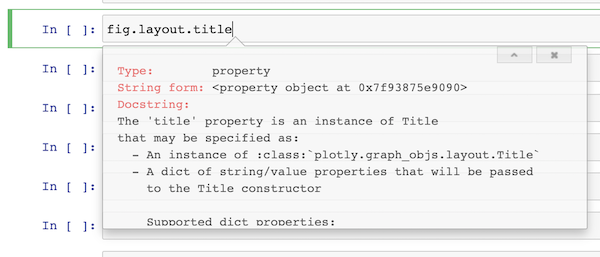 In [ ]: fig.layout.title
In [ ]:
Type: property
String form: <property object at 0x7f93875e9090>
In [ ]:
Docstring:
The 'title' property is an instance of Title
that may be specified as:
In [ ]:
- An instance of :class:`plotly.graph_objs.layout.Title`
- A dict of string/value properties that will be passed
In [ ]:
to the Title constructor
In [ ]:
Supported dict properties: